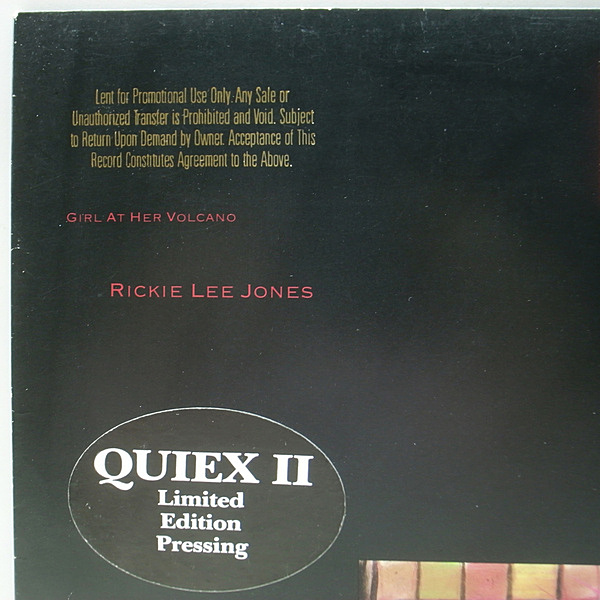 Lent for Promotional Use Only. Any Sale or
Unauthorized Transfer is Prohibited and Void. Subject
to Return Upon Demand by Owner. Acceptance of This
Record Constitutes Agreement to the Above.
GIRL AT HER VOLCANO
RICKIE LEE JONES
QUIEX II
Limited
Edition
Pressing